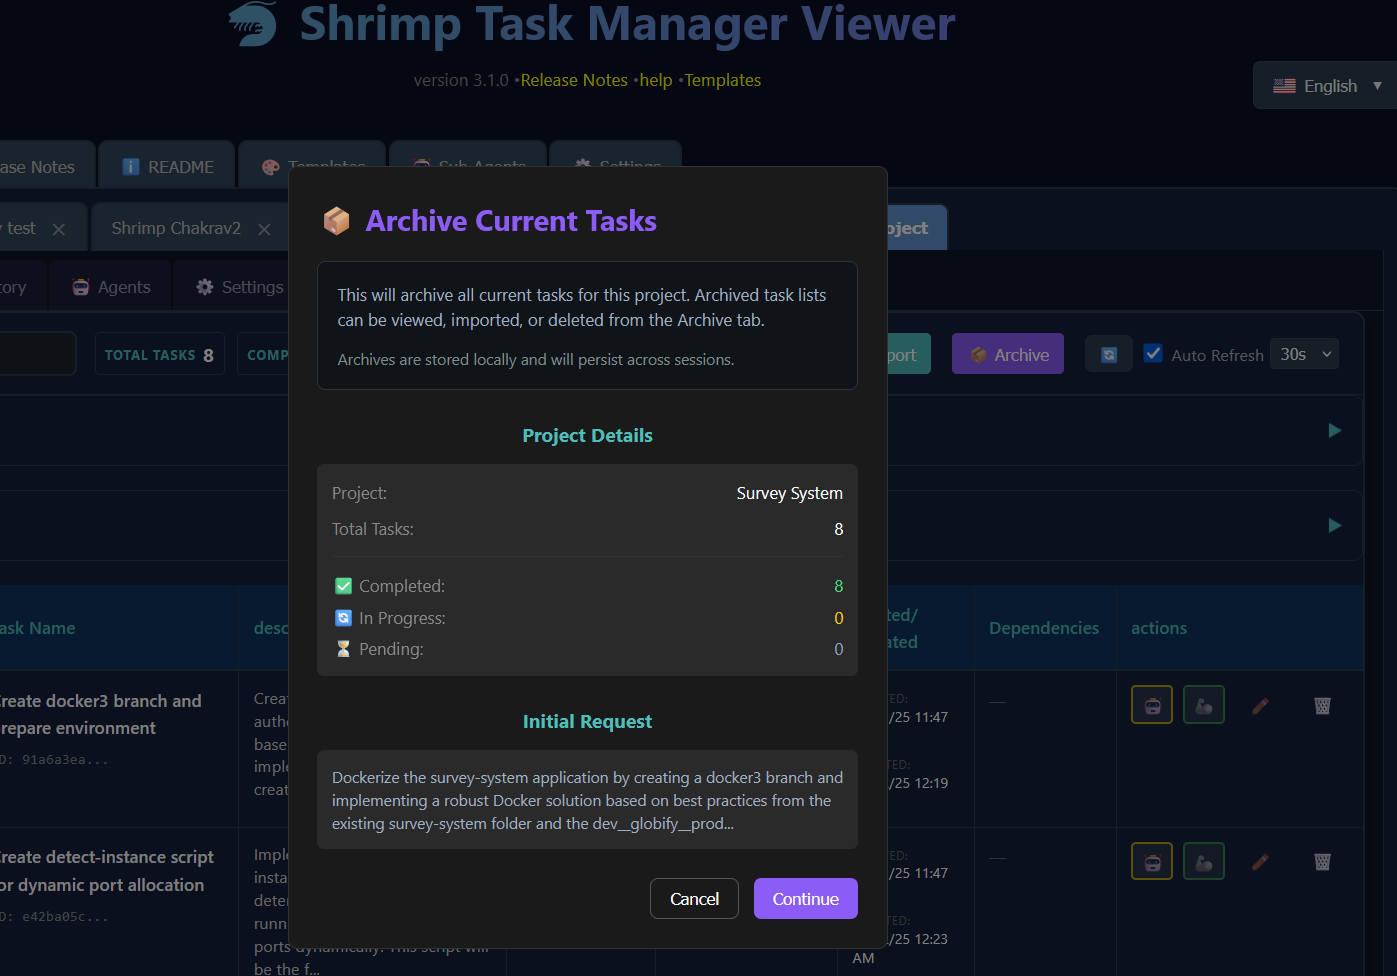 Shrimp Task Manager Viewer
version 3.1.0 •Release Notes •help •Templates
English ▼
ase Notes
README
Templates
Sub Agents
Settings
test
Shrimp Chakrav2
oject
ory
Agents
Settings
TOTAL TASKS 8
COMP
port
Archive
Auto Refresh
30s
Archive Current Tasks
This will archive all current tasks for this project. Archived task lists
can be viewed, imported, or deleted from the Archive tab.
Archives are stored locally and will persist across sessions.
Project Details
Project: Survey System
Total Tasks: 8
Completed: 8
In Progress: 0
Pending: 0
Initial Request
Dockerize the survey-system application by creating a docker3 branch and
implementing a robust Docker solution based on best practices from the
existing survey-system folder and the dev__globify__prod...
Cancel
Continue
ask Name
desc
ted/
ated
Dependencies
actions
reate docker3 branch and
repare environment
D: 91a6a3ea...
Creat
autho
base
imple
creat
ED:
/25 11:47
TED:
/25 12:19
—
reate detect-instance script
or dynamic port allocation
D: e42ba05c...
Imple
insta
deter
runn
ports dynamically. This script will
be the f...
ED:
/25 11:47
TED:
/25 12:23
AM
—